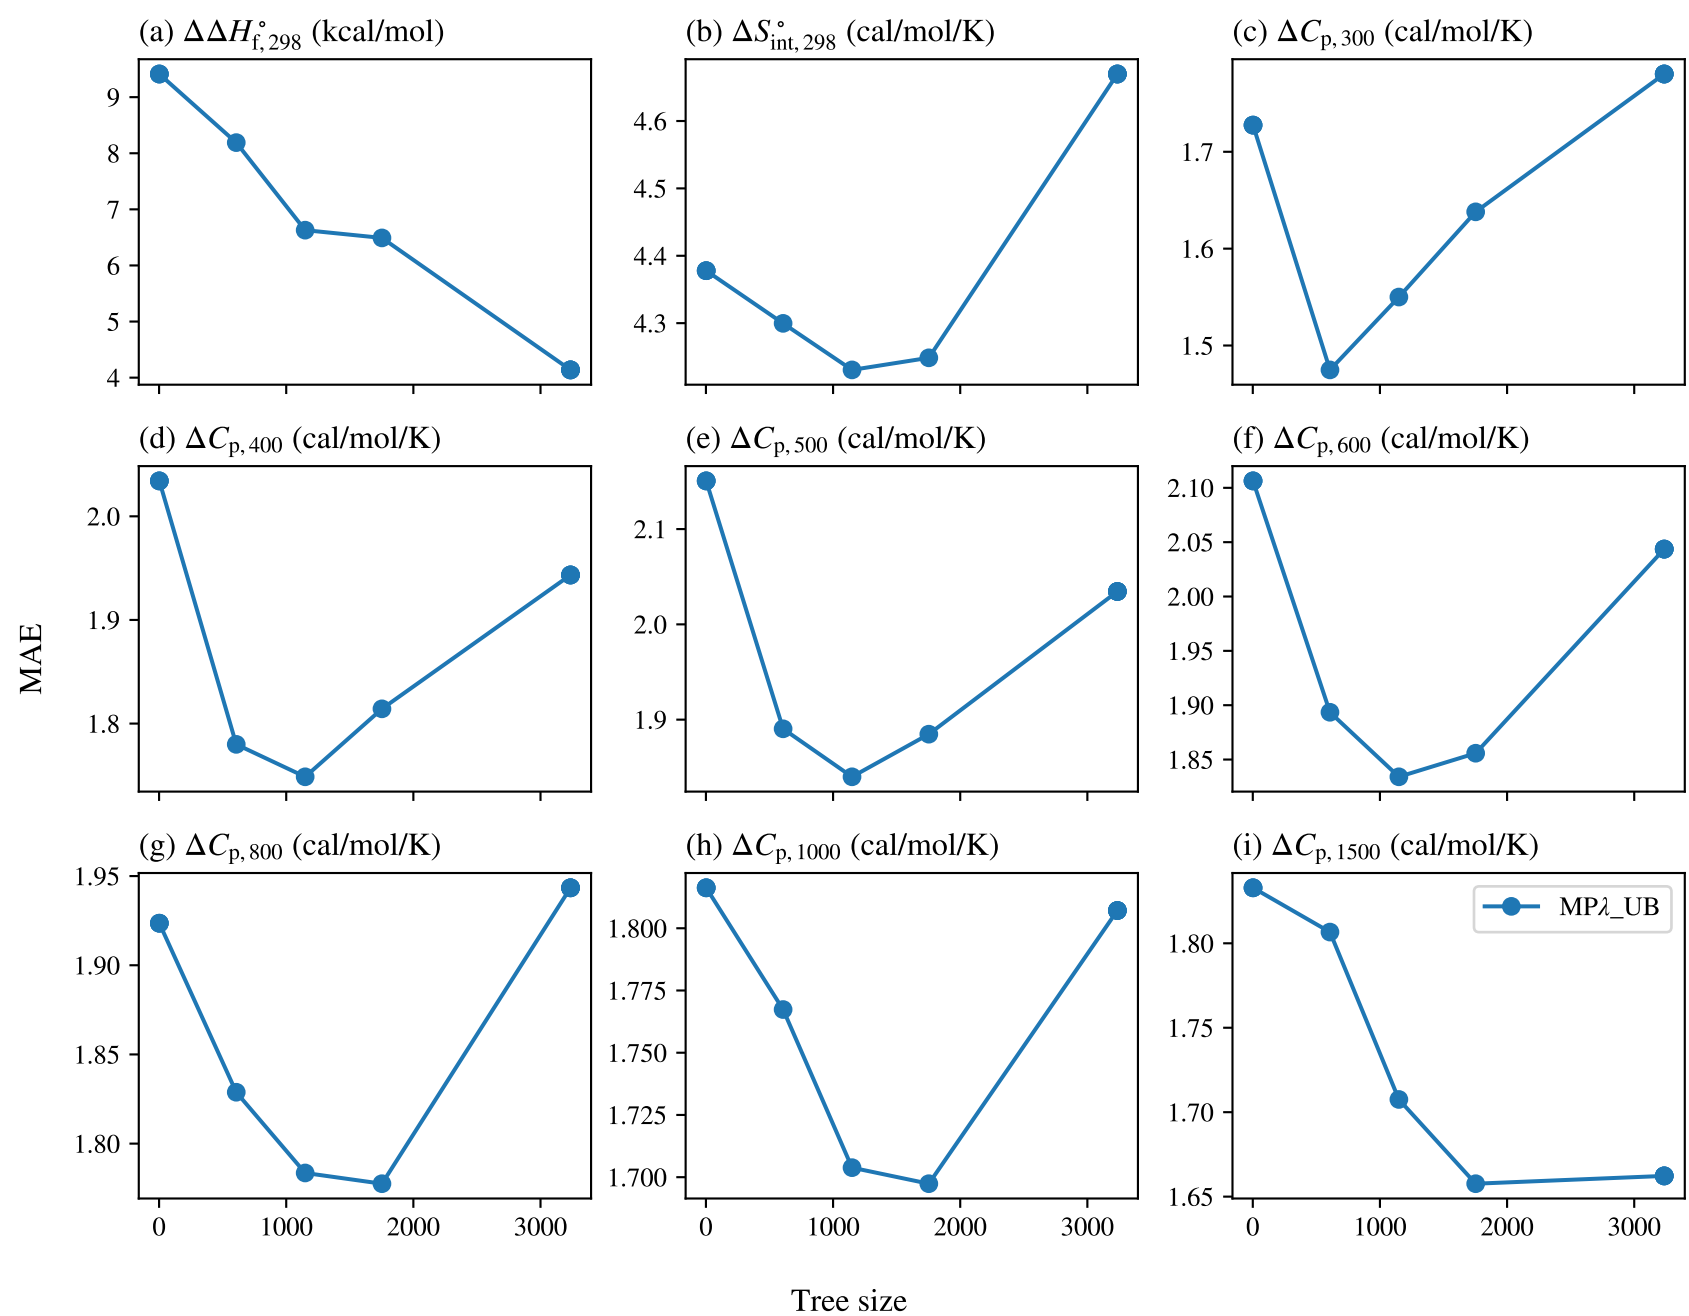 (a) ΔΔH°f, 298 (kcal/mol)
9
8
7
6
5
4
(b) ΔS°int, 298 (cal/mol/K)
4.6
4.5
4.4
4.3
(c) ΔCp, 300 (cal/mol/K)
1.7
1.6
1.5
(d) ΔCp, 400 (cal/mol/K)
2.0
1.9
1.8
(e) ΔCp, 500 (cal/mol/K)
2.1
2.0
1.9
(f) ΔCp, 600 (cal/mol/K)
2.10
2.05
2.00
1.95
1.90
1.85
MAE
(g) ΔCp, 800 (cal/mol/K)
1.95
1.90
1.85
1.80
0 1000 2000 3000
(h) ΔCp, 1000 (cal/mol/K)
1.800
1.775
1.750
1.725
1.700
0 1000 2000 3000
(i) ΔCp, 1500 (cal/mol/K)
MPλ_UB
1.80
1.75
1.70
1.65
0 1000 2000 3000
Tree size